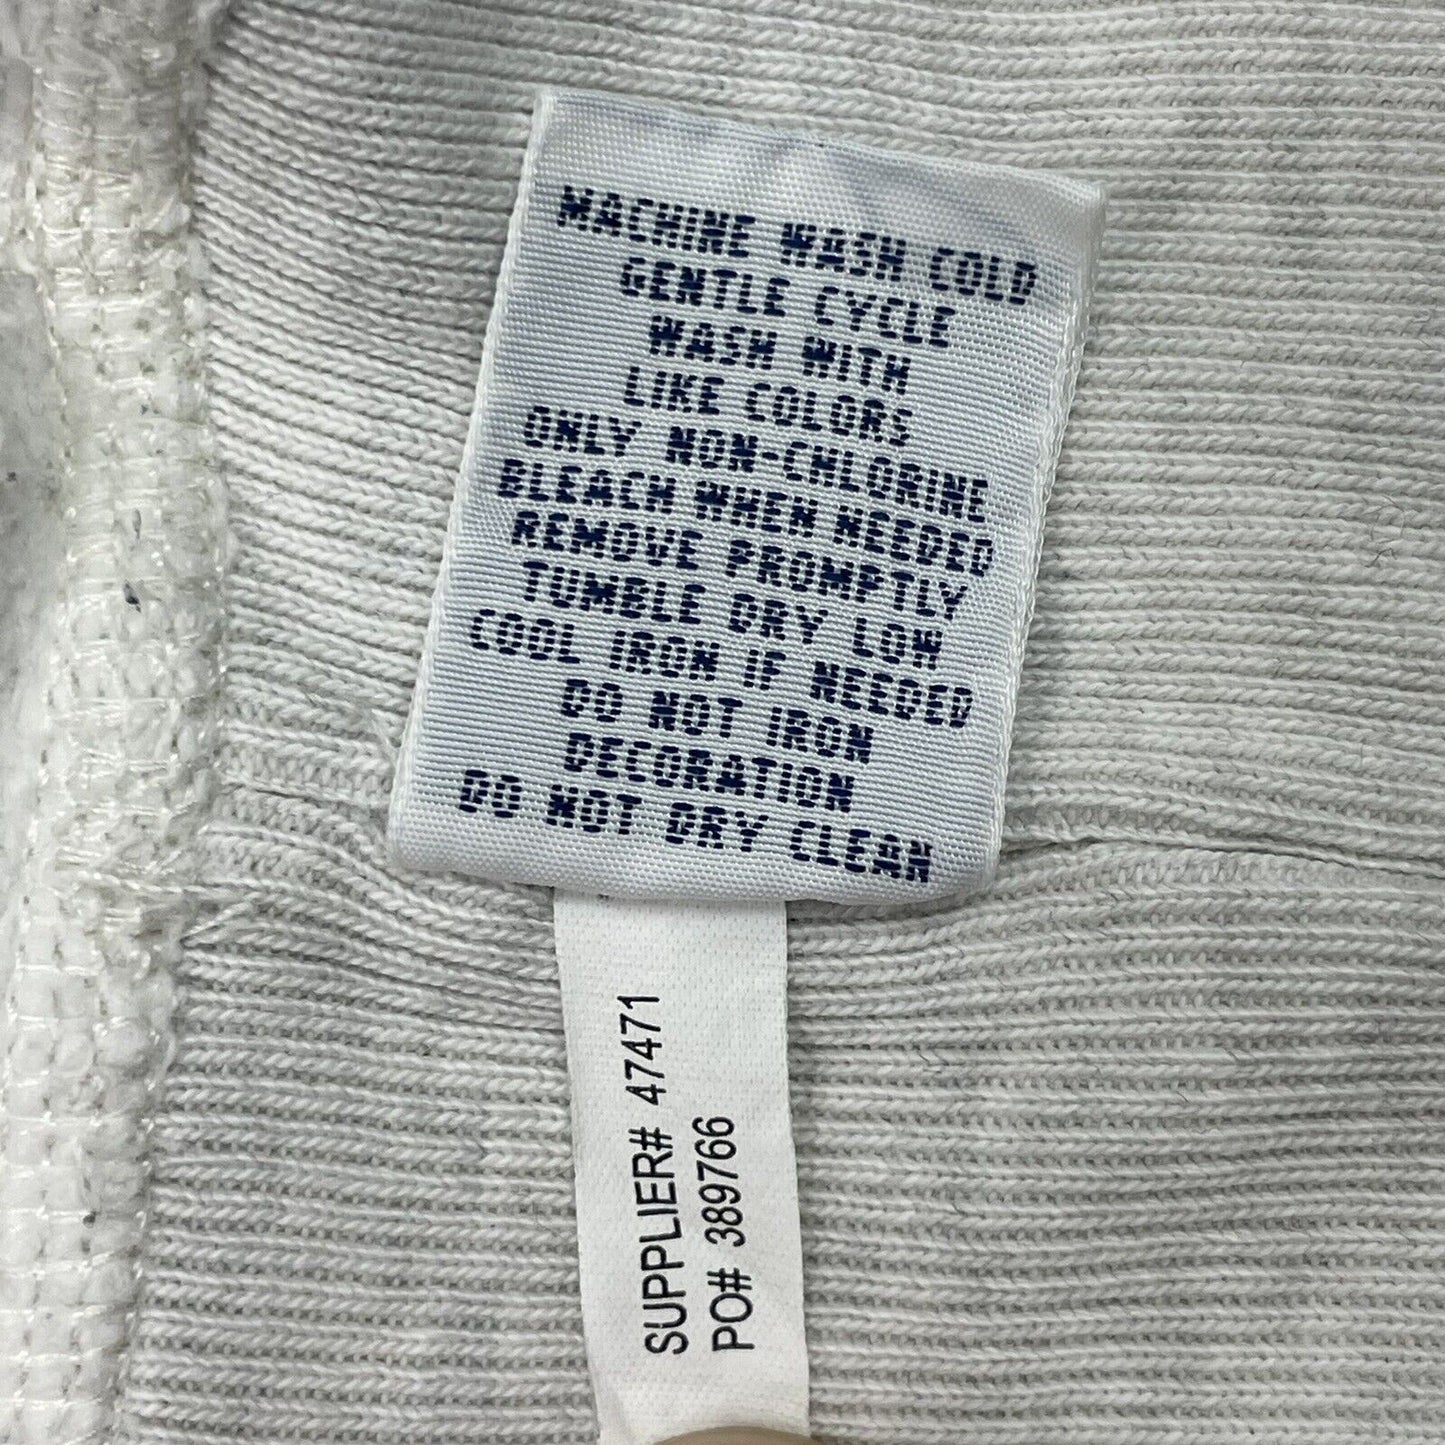 MACHINE WASH COLD
GENTLE CYCLE
WASH WITH
LIKE COLORS
ONLY NON-CHLORINE
BLEACH WHEN NEEDED
REMOVE PROMPTLY
TUMBLE DRY LOW
COOL IRON IF NEEDED
DO NOT IRON
DECORATION
DO NOT DRY CLEAN
SUPPLIER# 47471
PO# 389766